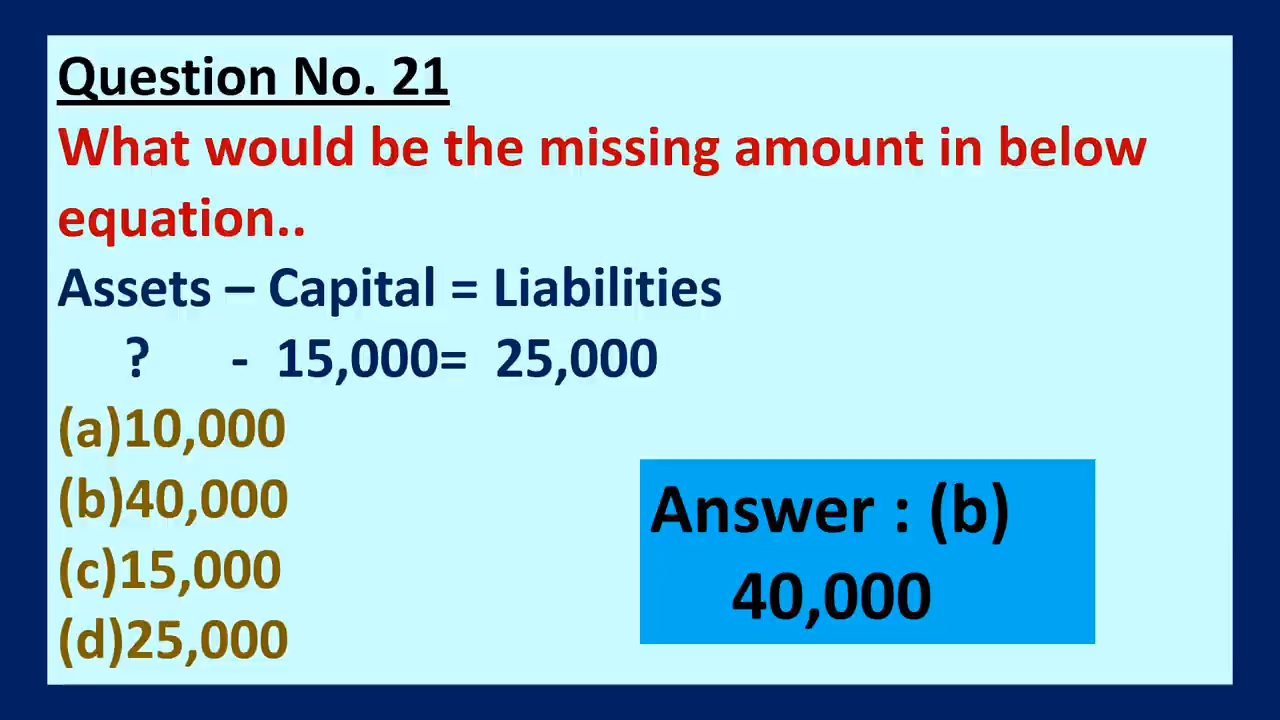 Question No. 21
What would be the missing amount in below
equation..
Assets – Capital = Liabilities
? - 15,000= 25,000
(a)10,000
(b)40,000
(c)15,000
(d)25,000
Answer : (b)
40,000